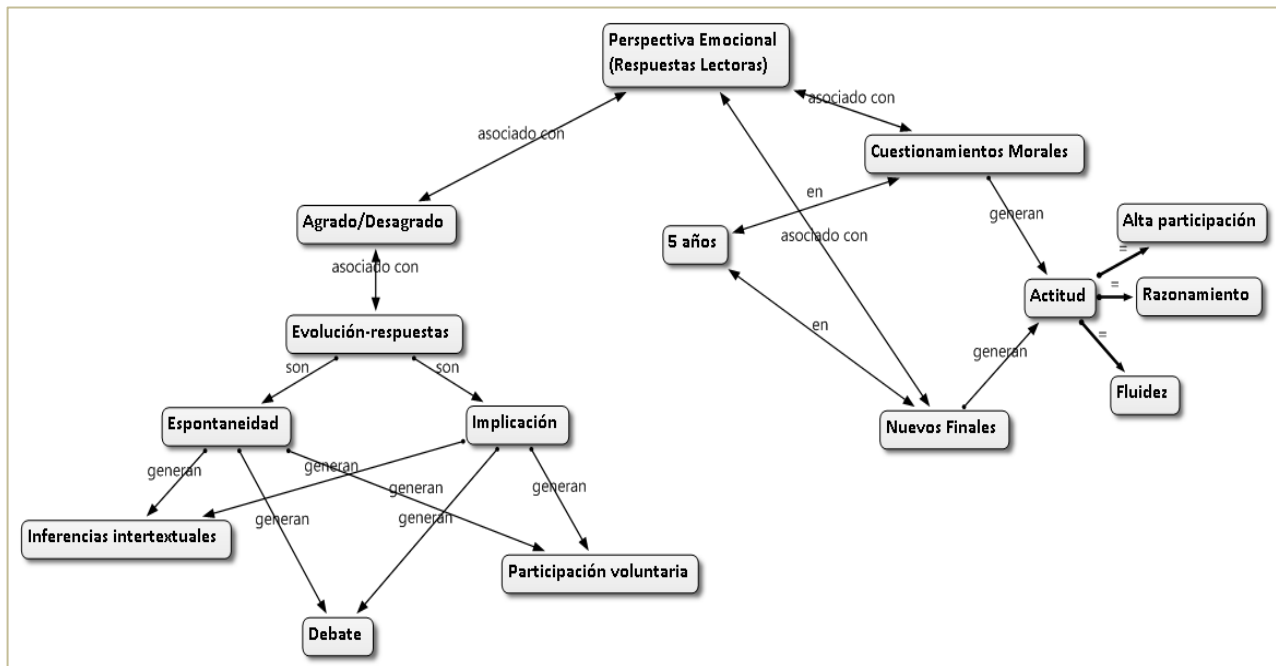 Perspectiva Emocional
(Respuestas Lectoras)
asociado con
asociado con
Cuestionamientos Morales
en
generan
Agrado/Desagrado
5 años
asociado con
Alta participación
=
asociado con
Actitud
=
Razonamiento
Evolución-respuestas
en
generan
=
son
son
Fluidez
Espontaneidad
Implicación
Nuevos Finales
generan
generan
generan
generan
generan
generan
Inferencias intertextuales
Participación voluntaria
Debate